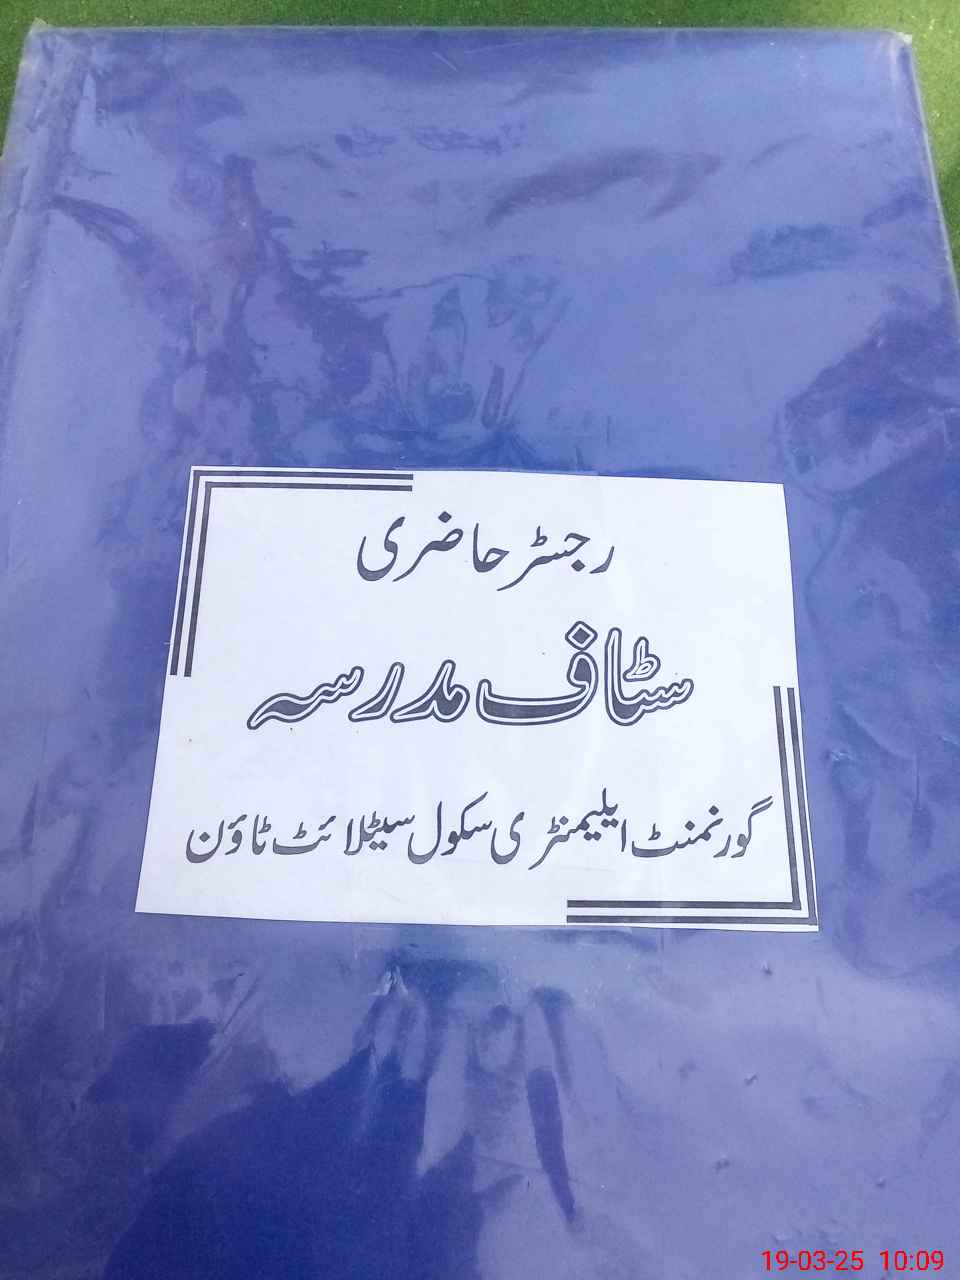 رجسٹر حاضری
سٹاف مدرسہ
گورنمنٹ ایلیمنٹری سکول سیٹلائٹ ٹاؤن
19-03-25 10:09